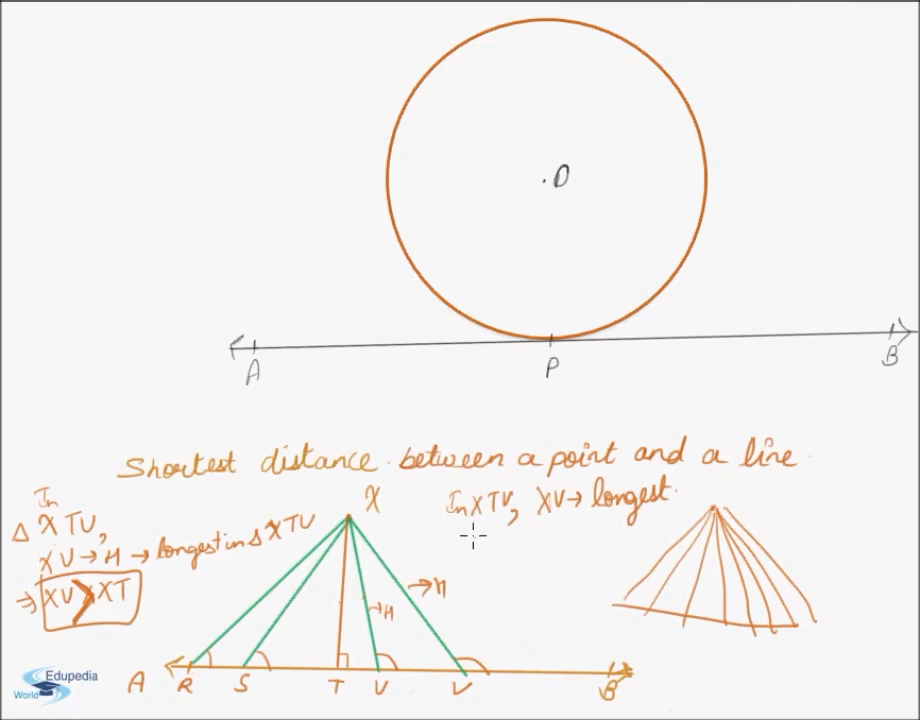 .O
A
P
B
Shortest distance between a point and a line
X
In XTV, XV → longest.
In
Δ XTU,
XU → H → longest in Δ XTU
⇒ XU > XT
→H
→H
A R S T U V B
Edupedia
World